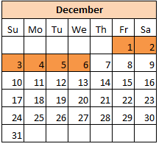 December
Su Mo Tu We Th Fr Sa
1 2
3 4 5 6 7 8 9
10 11 12 13 14 15 16
17 18 19 20 21 22 23
24 25 26 27 28 29 30
31